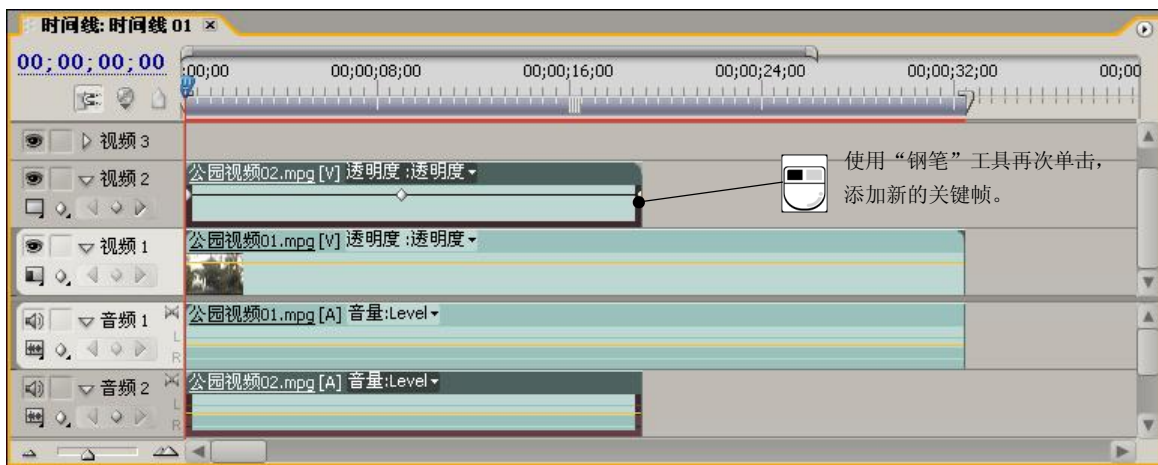 时间线: 时间线 01
00;00;00;00
;00;00 00;00;08;00 00;00;16;00 00;00;24;00 00;00;32;00 00;00
视频 3
视频 2
公园视频02.mpg [V] 透明度 :透明度
使用“钢笔”工具再次单击，
添加新的关键帧。
视频 1
公园视频01.mpg [V] 透明度 :透明度
音频 1
公园视频01.mpg [A] 音量:Level
L
R
音频 2
公园视频02.mpg [A] 音量:Level
L
R